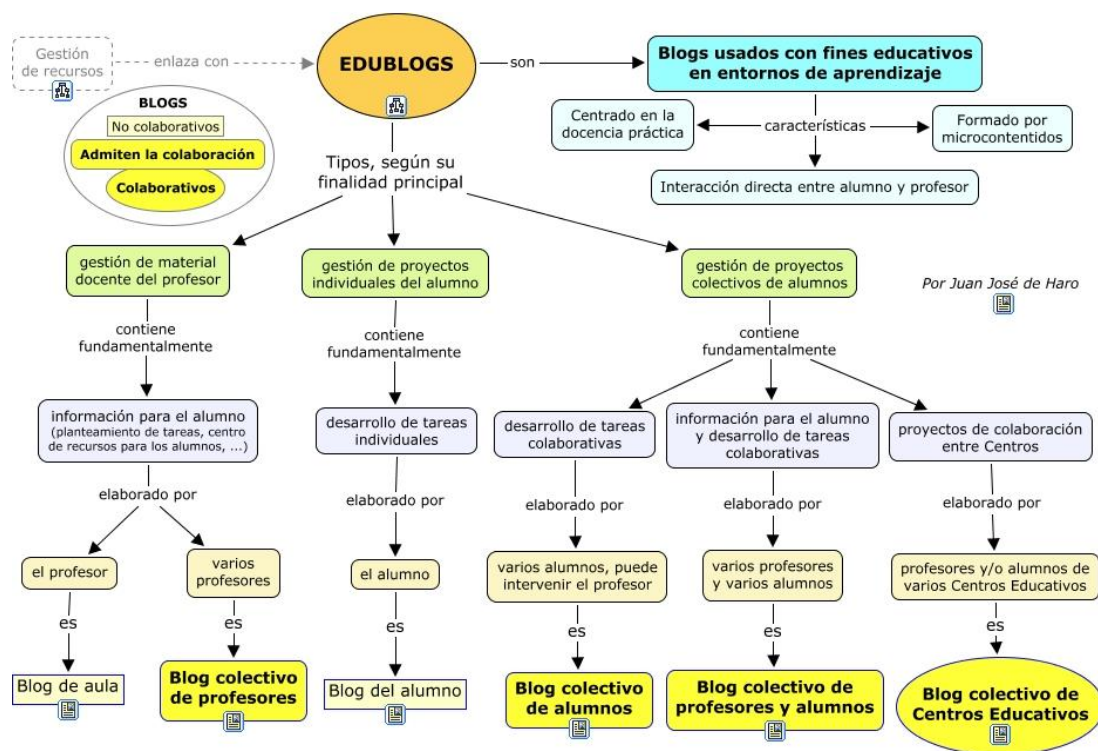 Gestión
de recursos
enlaza con
EDUBLOGS
son
Blogs usados con fines educativos
en entornos de aprendizaje
BLOGS
No colaborativos
Admiten la colaboración
Colaborativos
Centrado en la
docencia práctica
características
Formado por
microcontenidos
Interacción directa entre alumno y profesor
Tipos, según su
finalidad principal
gestión de material
docente del profesor
gestión de proyectos
individuales del alumno
gestión de proyectos
colectivos de alumnos
Por Juan José de Haro
contiene
fundamentalmente
contiene
fundamentalmente
contiene
fundamentalmente
información para el alumno
(planteamiento de tareas, centro
de recursos para los alumnos, ...)
desarrollo de tareas
individuales
desarrollo de tareas
colaborativas
información para el alumno
y desarrollo de tareas
colaborativas
proyectos de colaboración
entre Centros
elaborado por
elaborado por
elaborado por
elaborado por
elaborado por
el profesor
varios
profesores
el alumno
varios alumnos, puede
intervenir el profesor
varios profesores
y varios alumnos
profesores y/o alumnos de
varios Centros Educativos
es
es
es
es
es
es
Blog de aula
Blog colectivo
de profesores
Blog del alumno
Blog colectivo
de alumnos
Blog colectivo de
profesores y alumnos
Blog colectivo de
Centros Educativos